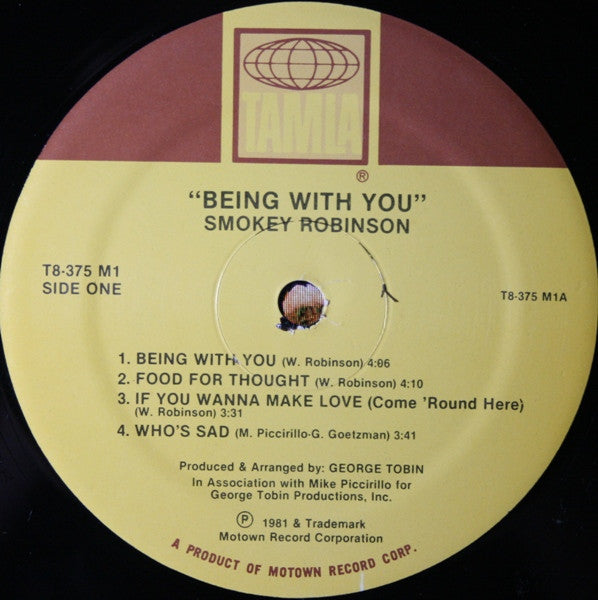 TAMLA
®
"BEING WITH YOU"
SMOKEY ROBINSON
T8-375 M1
SIDE ONE
T8-375 M1A
1. BEING WITH YOU (W. Robinson) 4:06
2. FOOD FOR THOUGHT (W. Robinson) 4:10
3. IF YOU WANNA MAKE LOVE (Come 'Round Here)
(W. Robinson) 3:31
4. WHO'S SAD (M. Piccirillo-G. Goetzman) 3:41
Produced & Arranged by: GEORGE TOBIN
In Association with Mike Piccirillo for
George Tobin Productions, Inc.
℗ 1981 & Trademark
Motown Record Corporation
A PRODUCT OF MOTOWN RECORD CORP.